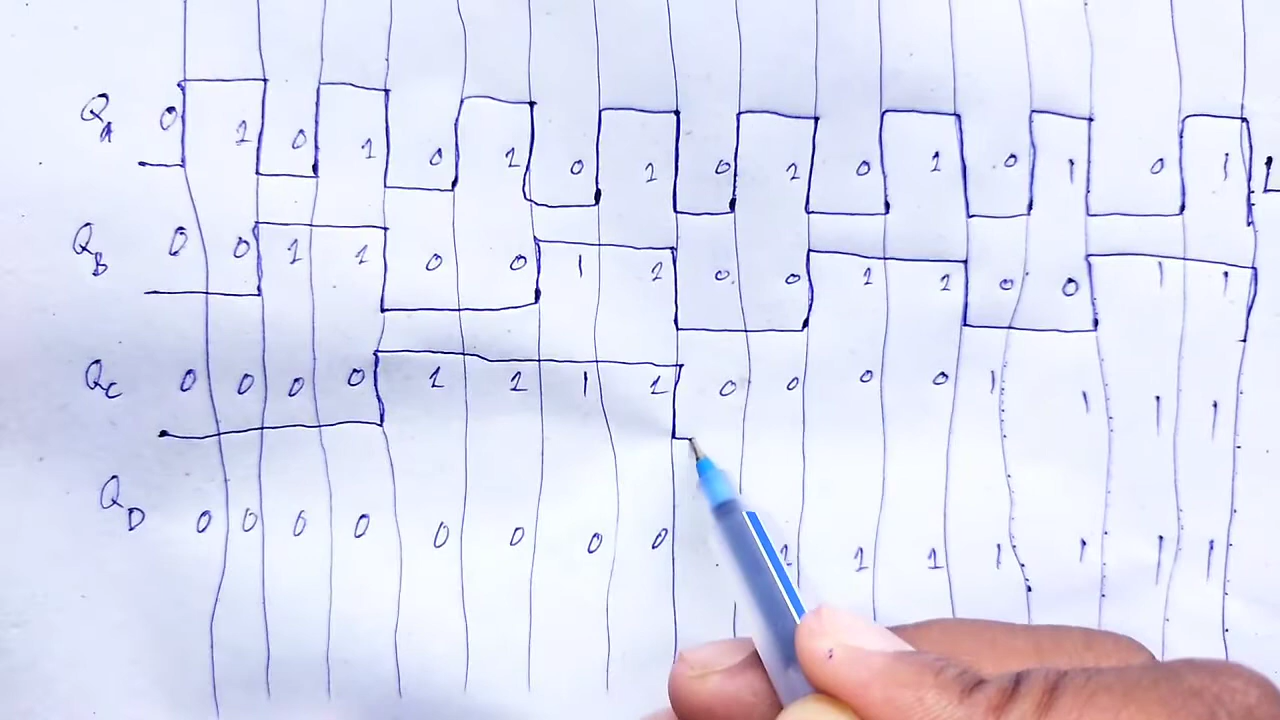 QA 0 1 0 1 0 1 0 1 0 1 0 1 0 1 0 1
QB 0 0 1 1 0 0 1 1 0 0 1 1 0 0 1 1
QC 0 0 0 0 1 1 1 1 0 0 0 0 1 1 1 1
QD 0 0 0 0 0 0 0 0 1 1 1 1 1 1 1